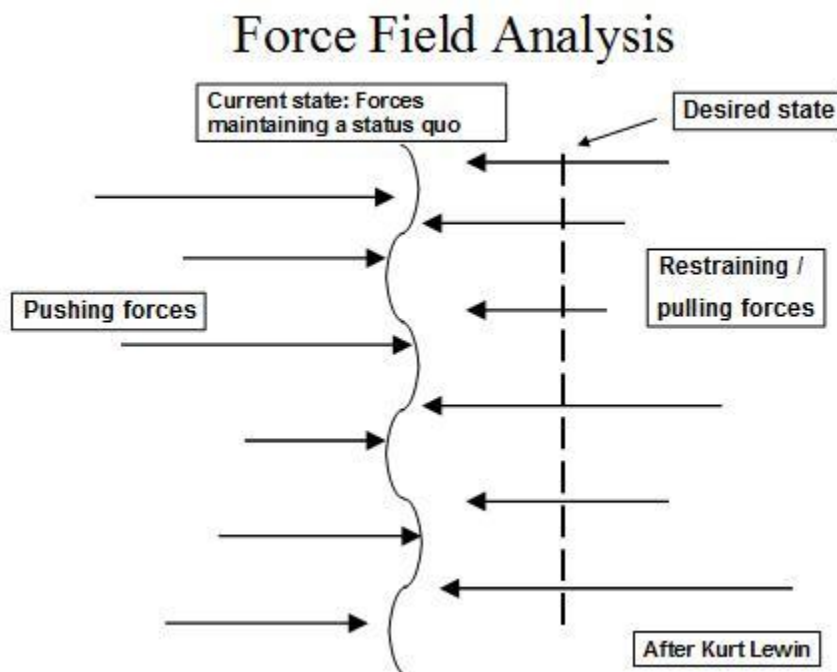 Force Field Analysis
Current state: Forces
maintaining a status quo
Desired state
Restraining /
pulling forces
Pushing forces
After Kurt Lewin